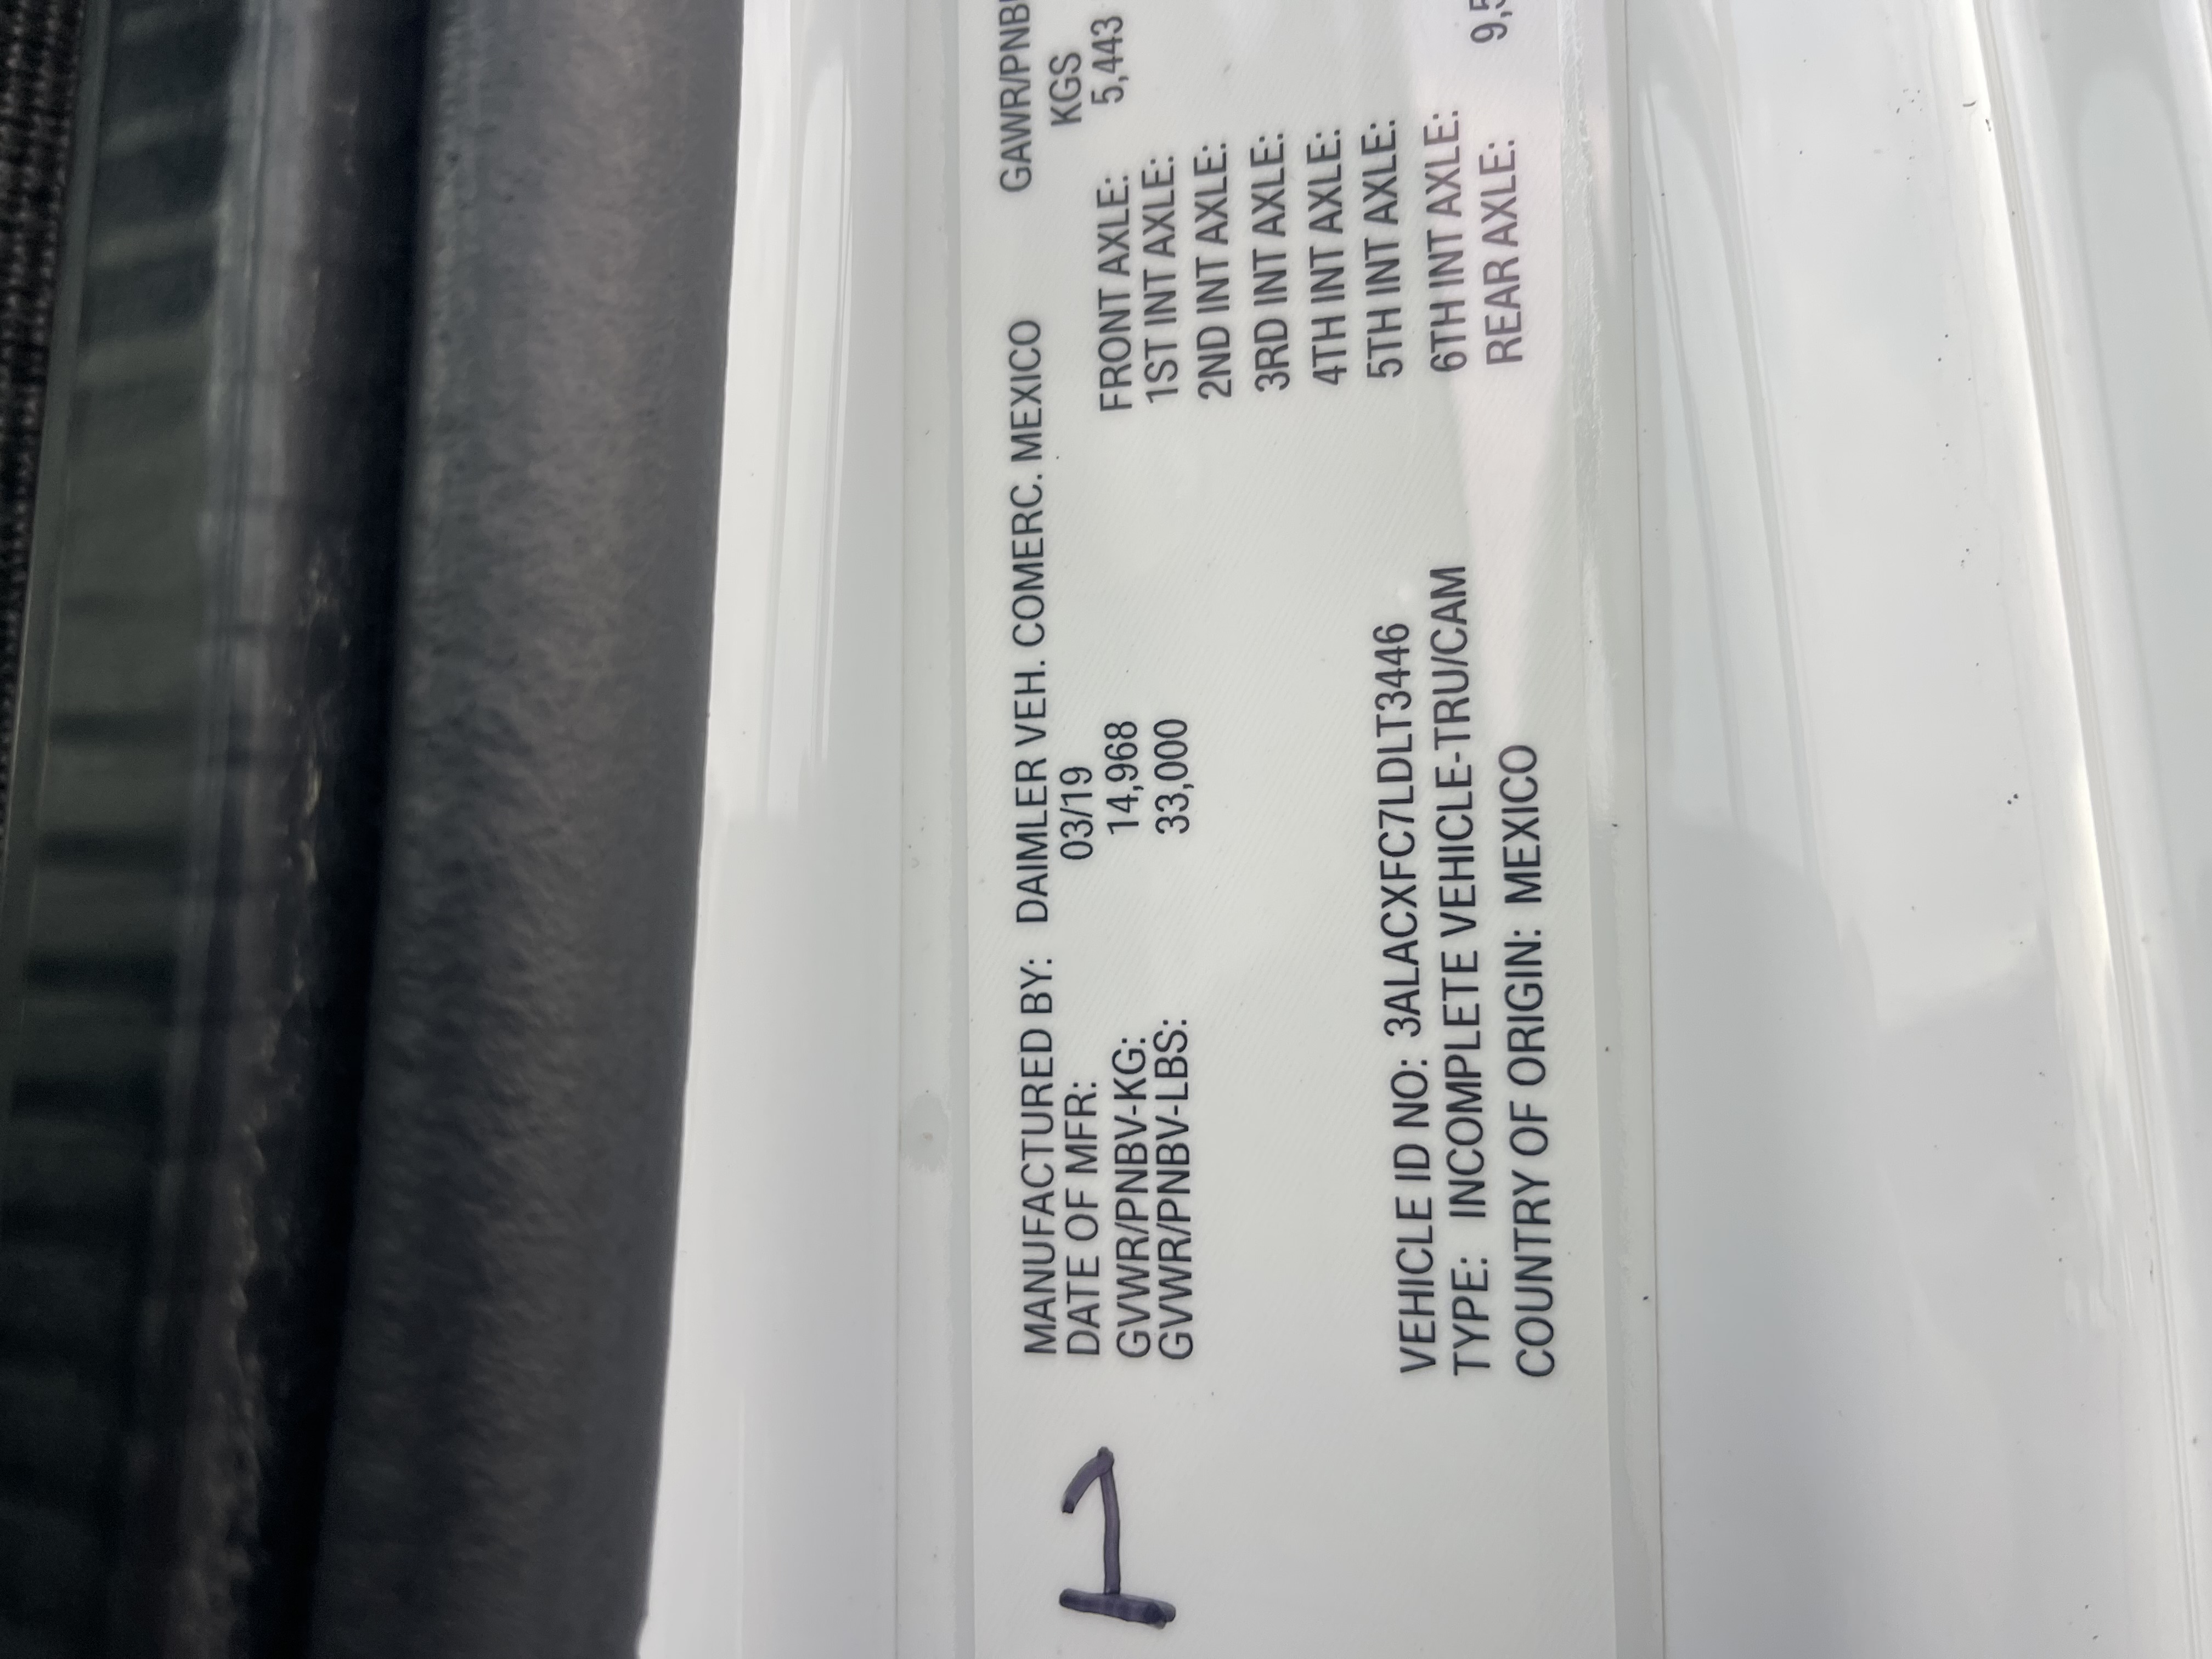 MANUFACTURED BY: DAIMLER VEH. COMERC. MEXICO
DATE OF MFR: 03/19
GVWR/PNBV-KG: 14,968
GVWR/PNBV-LBS: 33,000
VEHICLE ID NO: 3ALACXFC7LDLT3446
TYPE: INCOMPLETE VEHICLE-TRU/CAM
COUNTRY OF ORIGIN: MEXICO
KGS
FRONT AXLE: 5,443
1ST INT AXLE:
2ND INT AXLE:
3RD INT AXLE:
4TH INT AXLE:
5TH INT AXLE:
6TH INT AXLE:
REAR AXLE: